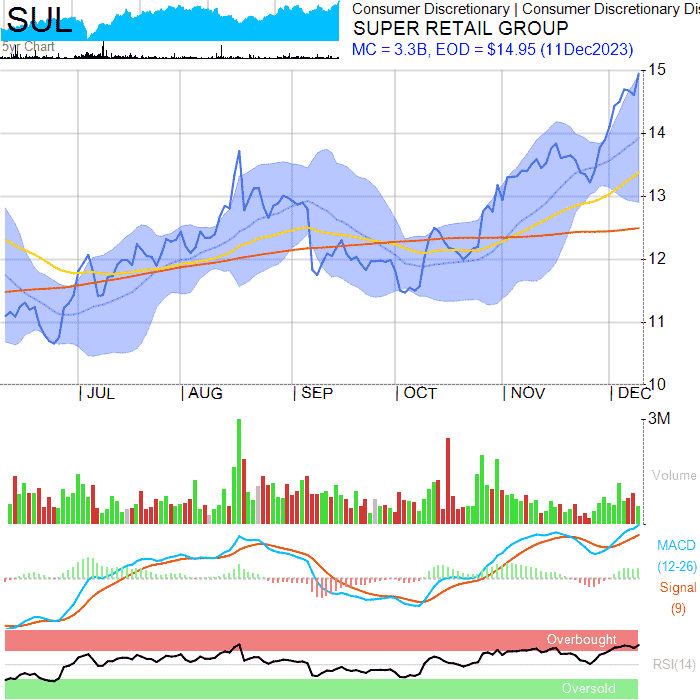 SUL
5yr Chart
Consumer Discretionary | Consumer Discretionary Dis
SUPER RETAIL GROUP
MC = 3.3B, EOD = $14.95 (11Dec2023)
15
14
13
12
11
10
JUL AUG SEP OCT NOV DEC
3M
Volume
MACD
(12-26)
Signal
(9)
Overbought
RSI(14)
Oversold